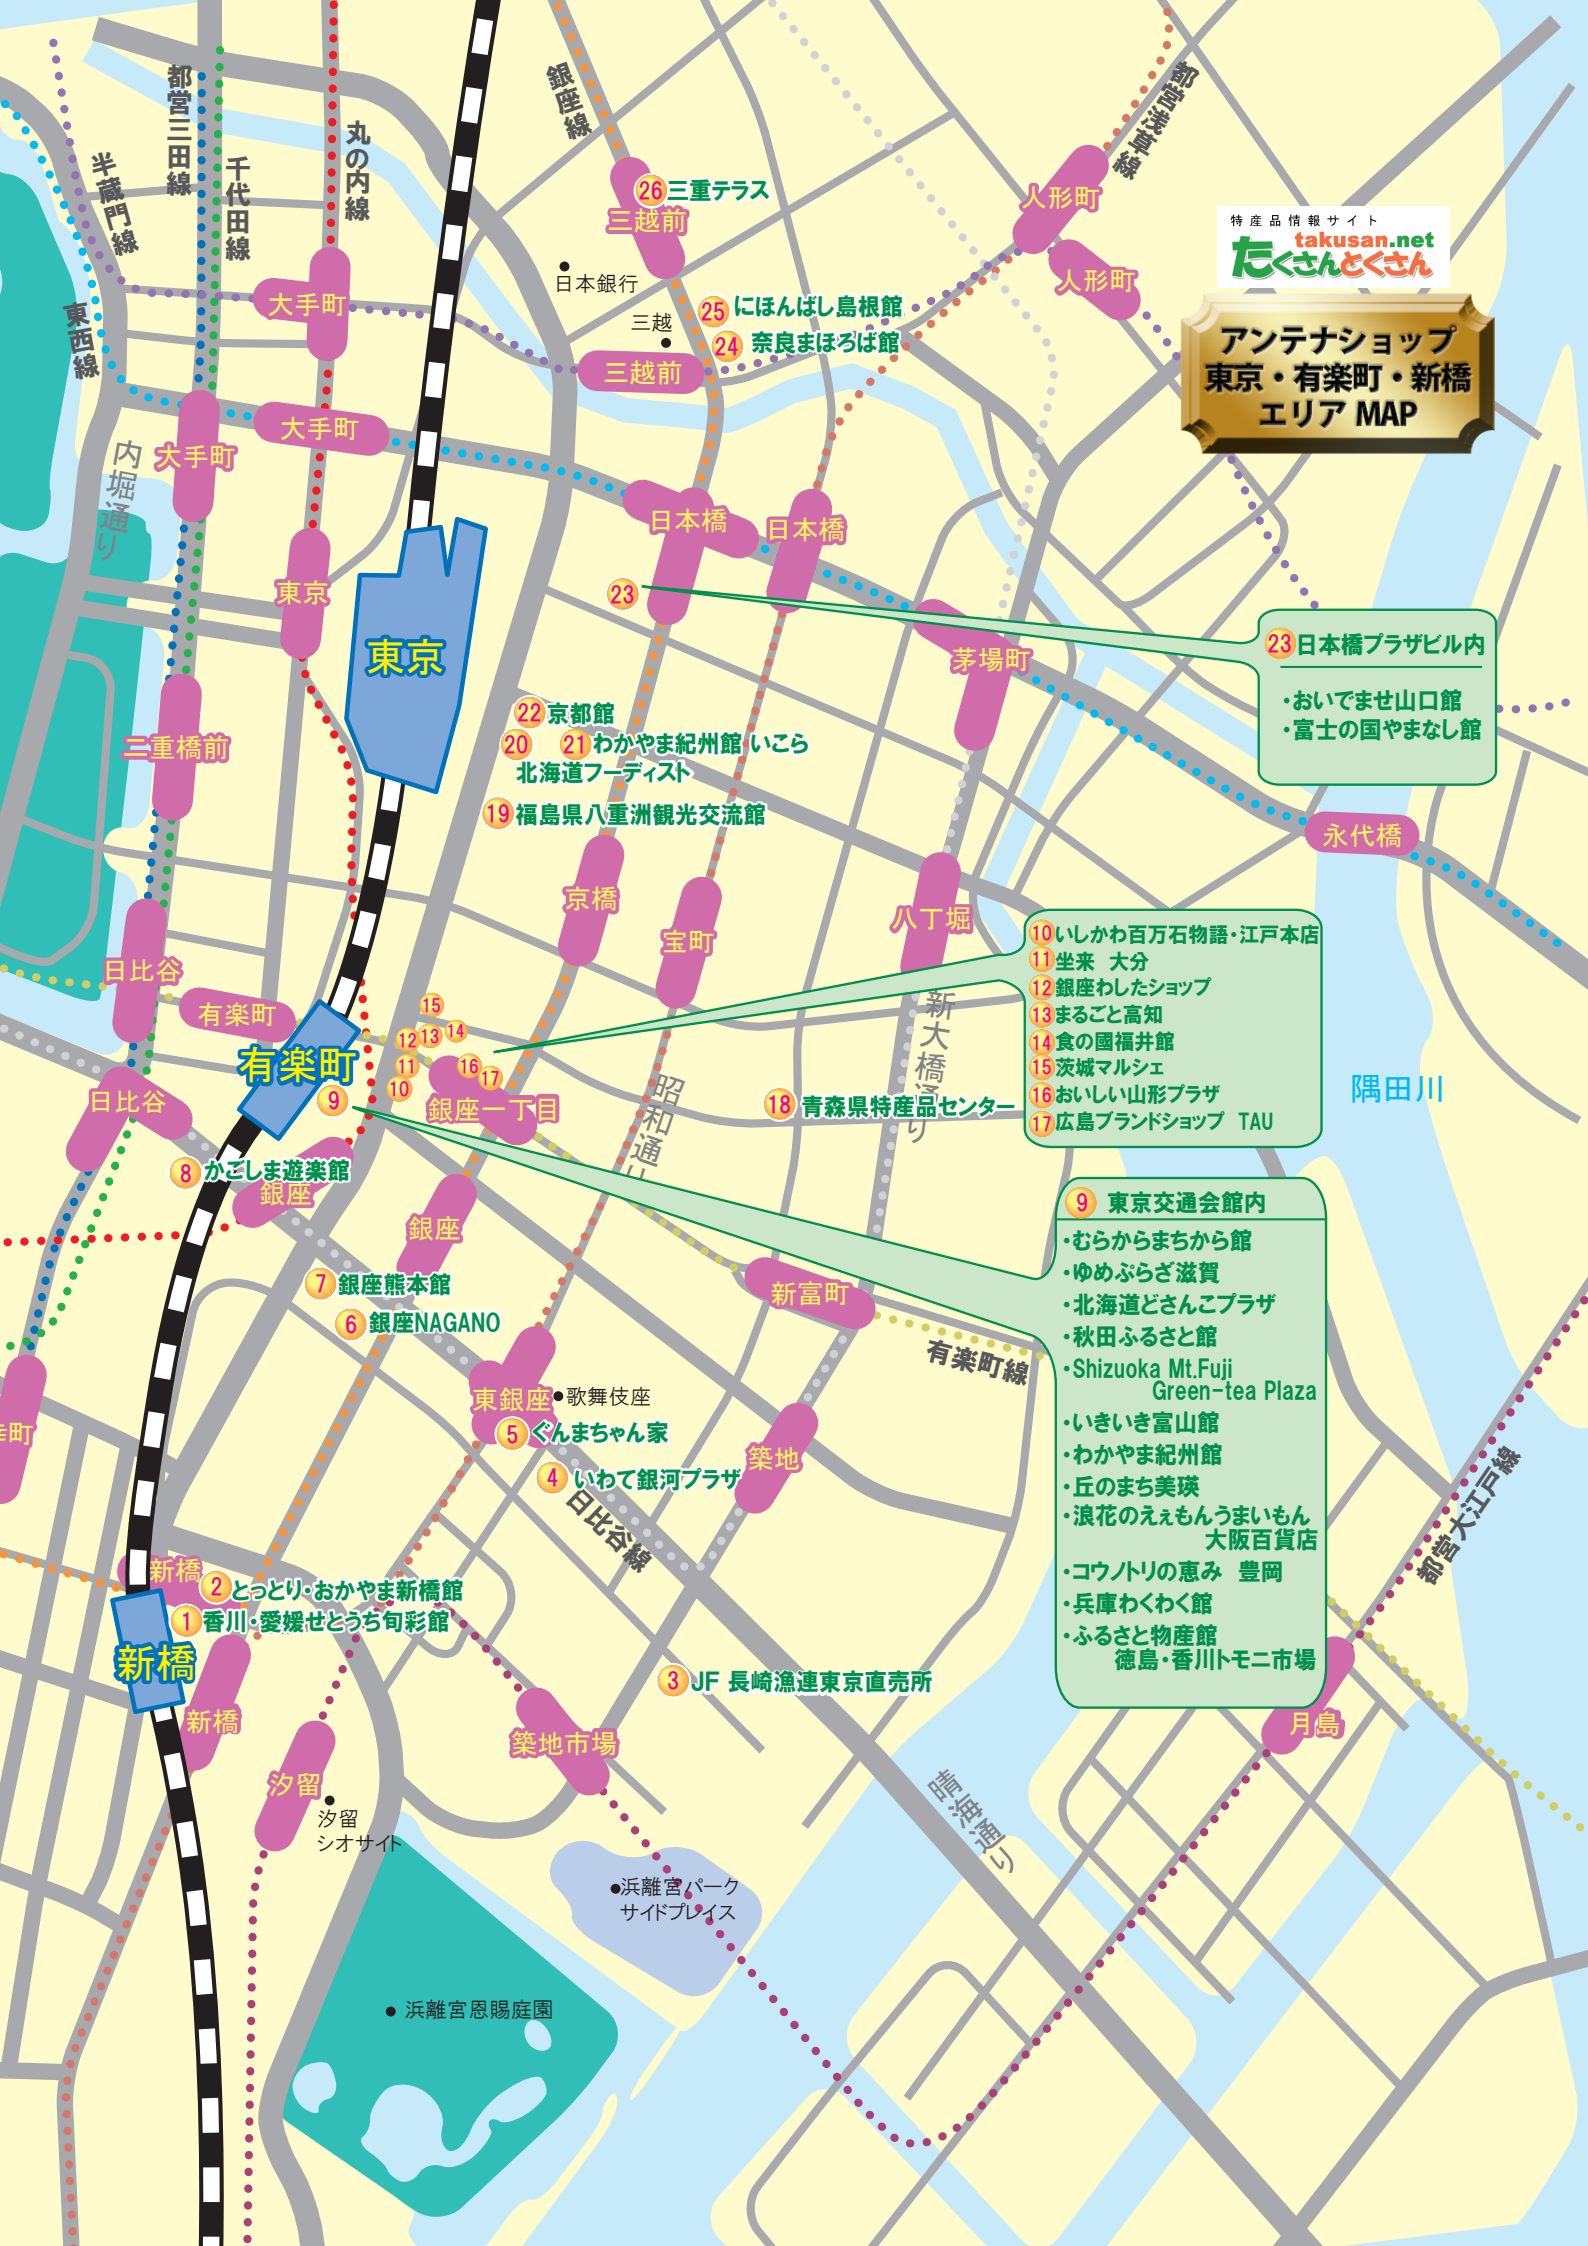 特産品情報サイト
takusan.net
たくさんとくさん
アンテナショップ
東京・有楽町・新橋
エリア MAP
都営三田線
千代田線
丸の内線
半蔵門線
東西線
銀座線
都営浅草線
内堀通り
26 三重テラス
三越前
人形町
人形町
大手町
日本銀行
三越
25 にほんばし島根館
24 奈良まほろば館
三越前
大手町
大手町
日本橋
日本橋
東京
東京
23
茅場町
23 日本橋プラザビル内
・おいでませ山口館
・富士の国やまなし館
二重橋前
22 京都館
20 21 わかやま紀州館 いこら
北海道フーディスト
19 福島県八重洲観光交流館
永代橋
京橋
宝町
八丁堀
日比谷
有楽町
有楽町
日比谷
新大橋通り
昭和通り
15
12 13 14
11 16 17
10
9
銀座一丁目
18 青森県特産品センター
10 いしかわ百万石物語・江戸本店
11 坐来 大分
12 銀座わしたショップ
13 まるごと高知
14 食の國福井館
15 茨城マルシェ
16 おいしい山形プラザ
17 広島ブランドショップ TAU
隅田川
8 かごしま遊楽館
銀座
銀座
7 銀座熊本館
6 銀座NAGANO
新富町
有楽町線
9 東京交通会館内
・むらからまちから館
・ゆめぷらざ滋賀
・北海道どさんこプラザ
・秋田ふるさと館
・Shizuoka Mt.Fuji
Green-tea Plaza
・いきいき富山館
・わかやま紀州館
・丘のまち美瑛
・浪花のえぇもんうまいもん
大阪百貨店
・コウノトリの恵み 豊岡
・兵庫わくわく館
・ふるさと物産館
徳島・香川トモニ市場
東銀座
歌舞伎座
5 ぐんまちゃん家
4 いわて銀河プラザ
日比谷線
築地
町
都営大江戸線
新橋
2 とっとり・おかやま新橋館
1 香川・愛媛せとうち旬彩館
新橋
新橋
3 JF 長崎漁連東京直売所
月島
築地市場
汐留
汐留
シオサイト
晴海通り
浜離宮パーク
サイドプレイス
浜離宮恩賜庭園